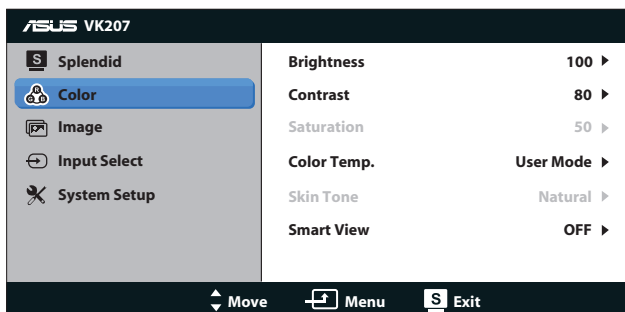 ASUS VK207
S Splendid
Color
Image
Input Select
System Setup
Brightness 100
Contrast 80
Saturation 50
Color Temp. User Mode
Skin Tone Natural
Smart View OFF
Move Menu S Exit